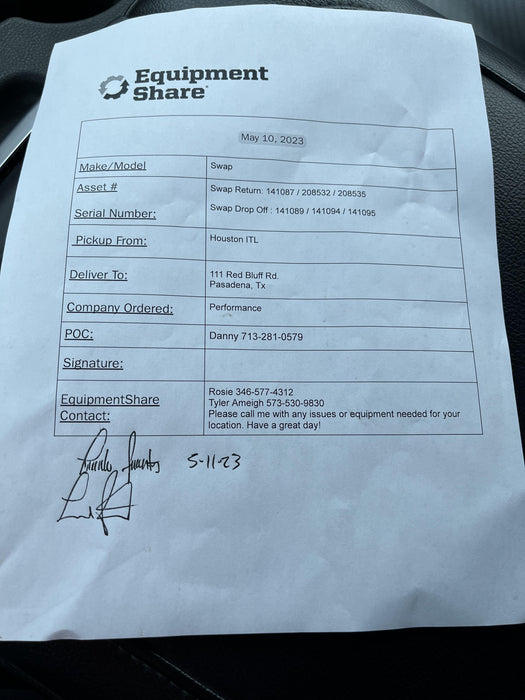 Equipment
Share
May 10, 2023
Make/Model
Swap
Asset #
Swap Return: 141087 / 208532 / 208535
Serial Number:
Swap Drop Off : 141089 / 141094 / 141095
Pickup From:
Houston ITL
Deliver To:
111 Red Bluff Rd.
Pasadena, Tx
Company Ordered:
Performance
POC:
Danny 713-281-0579
Signature:
EquipmentShare
Contact:
Rosie 346-577-4312
Tyler Ameigh 573-530-9830
Please call me with any issues or equipment needed for your
location. Have a great day!
5-11-23